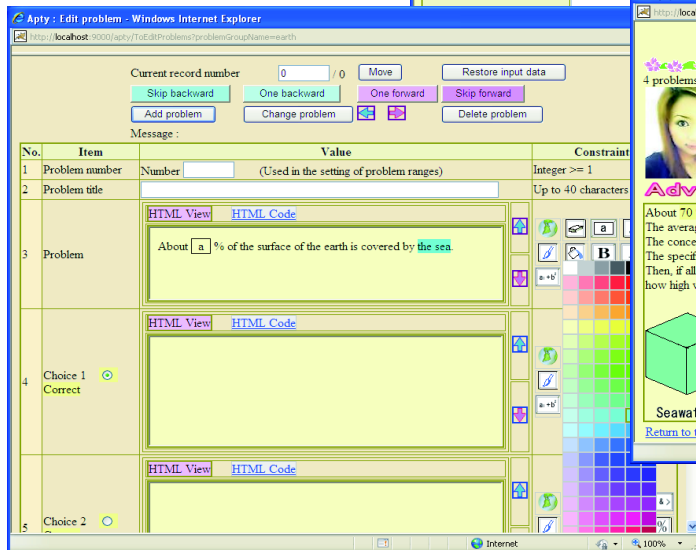 Apty : Edit problem - Windows Internet Explorer
http://localhost:9000/apty/ToEditProblems?problemGroupName=earth
Current record number 0 / 0 Move Restore input data
Skip backward One backward One forward Skip forward
Add problem Change problem Delete problem
Message :
No. Item Value Constraint
1 Problem number Number (Used in the setting of problem ranges) Integer >= 1
2 Problem title Up to 40 characters
HTML View HTML Code
3 Problem
About a % of the surface of the earth is covered by the sea.
a
B
HTML View HTML Code
4 Choice 1
Correct
HTML View HTML Code
5 Choice 2
& >
%
Internet 100%
http://loca
4 problems
Adv
About 70
The averag
The conce
The specif
Then, if all
how high w
Seawat
Return to t